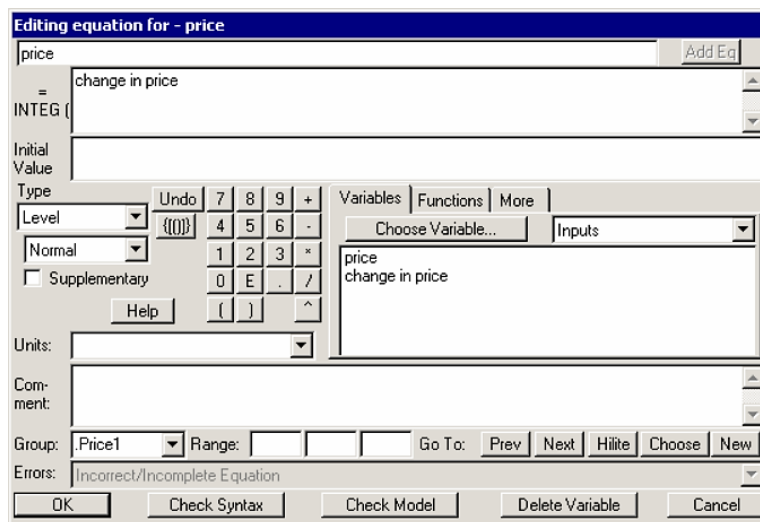 Editing equation for - price
price
Add Eq
=
INTEG (
change in price
Initial
Value
Type
Level
Normal
Supplementary
Help
Undo 7 8 9 +
{[()]} 4 5 6 -
1 2 3 *
0 E . /
( ) ^
Variables Functions More
Choose Variable... Inputs
price
change in price
Units:
Com-
ment:
Group: .Price1 Range: Go To: Prev Next Hilite Choose New
Errors: Incorrect/Incomplete Equation
OK Check Syntax Check Model Delete Variable Cancel